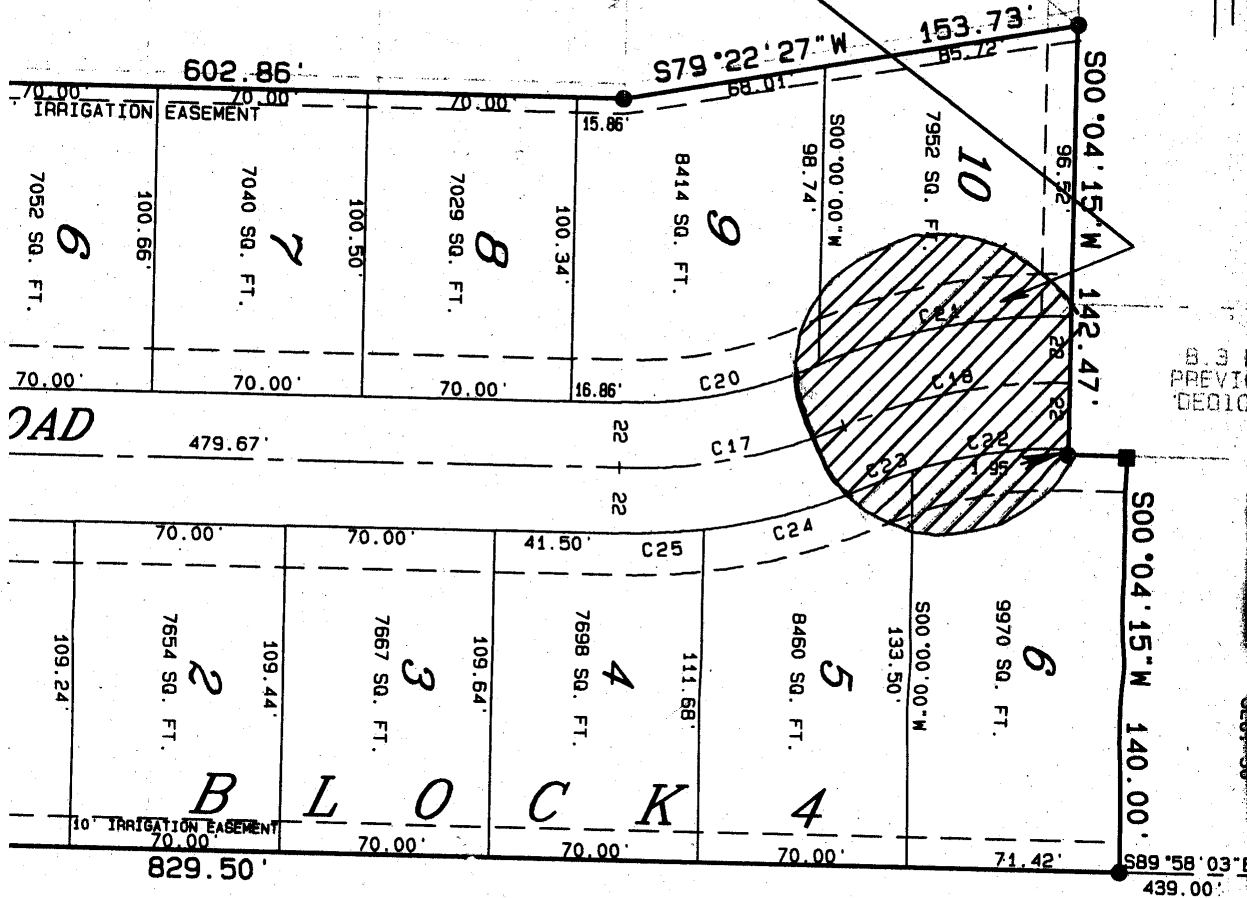 602.86'
S79°22'27"W
153.73'
70.00'
70.00'
70.00'
68.01'
85.72'
IRRIGATION EASEMENT
15.86'
S00°04'15"W 142.47'
6
7052 SQ. FT.
100.66'
7
7040 SQ. FT.
100.50'
8
7029 SQ. FT.
100.34'
9
8414 SQ. FT.
98.74'
S00°00'00"W
10
7952 SQ. FT.
96.52'
C21
C18
22
22
8.3
70.00'
70.00'
70.00'
16.86'
C20
OAD
479.67'
22
C17
22
C22
C23
1.95
70.00'
70.00'
41.50'
C25
C24
109.24'
2
7654 SQ. FT.
109.44'
3
7667 SQ. FT.
109.64'
4
7698 SQ. FT.
111.68'
5
8460 SQ. FT.
133.50'
S00°00'00"W
6
9970 SQ. FT.
S00°04'15"W 140.00'
BLOCK 4
10' IRRIGATION EASEMENT
70.00'
70.00'
70.00'
70.00'
71.42'
829.50'
S89°58'03"E
439.00'